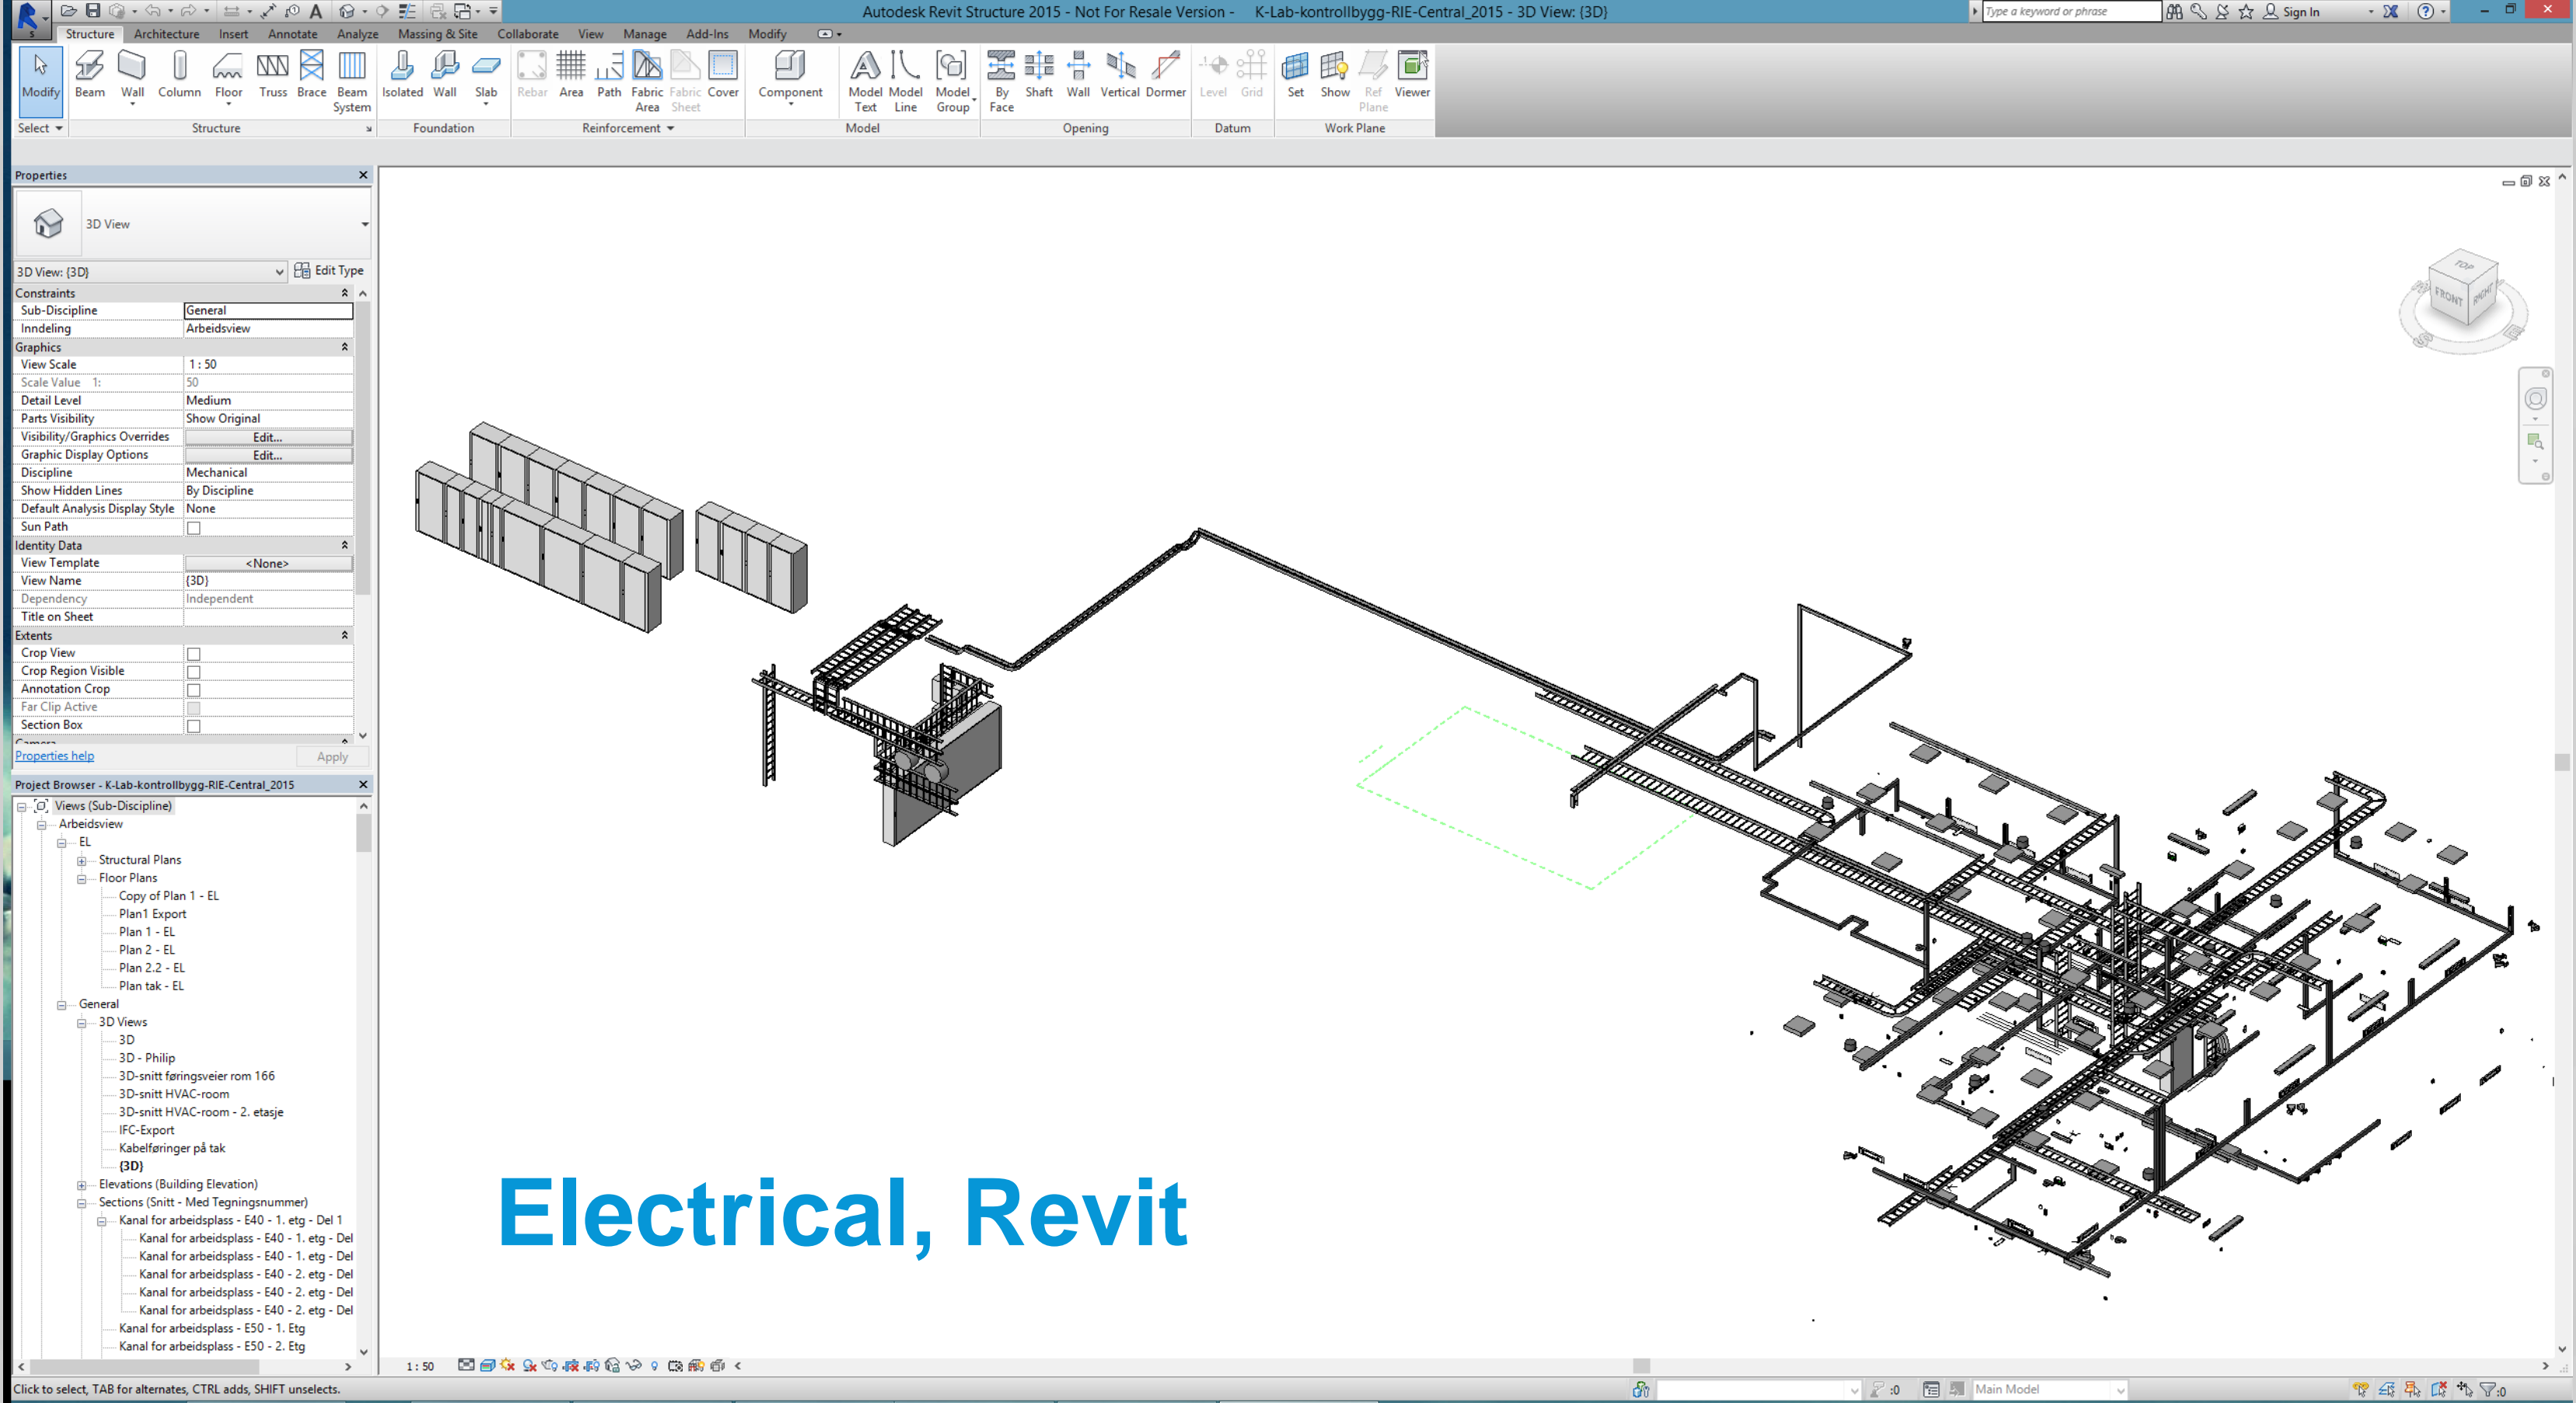 Autodesk Revit Structure 2015 - Not For Resale Version - K-Lab-kontrollbygg-RIE-Central_2015 - 3D View: {3D}
Type a keyword or phrase
Sign In
Structure Architecture Insert Annotate Analyze Massing & Site Collaborate View Manage Add-Ins Modify
Modify Beam Wall Column Floor Truss Brace Beam System Isolated Wall Slab Rebar Area Path Fabric Area Fabric Sheet Cover Component Model Text Model Line Model Group By Face Shaft Wall Vertical Dormer Level Grid Set Show Ref Plane Viewer
Select Structure Foundation Reinforcement Model Opening Datum Work Plane
Properties
3D View
3D View: {3D} Edit Type
Constraints
Sub-Discipline General
Inndeling Arbeidsview
Graphics
View Scale 1 : 50
Scale Value 1: 50
Detail Level Medium
Parts Visibility Show Original
Visibility/Graphics Overrides Edit...
Graphic Display Options Edit...
Discipline Mechanical
Show Hidden Lines By Discipline
Default Analysis Display Style None
Sun Path
Identity Data
View Template <None>
View Name {3D}
Dependency Independent
Title on Sheet
Extents
Crop View
Crop Region Visible
Annotation Crop
Far Clip Active
Section Box
Camera
Properties help Apply
Project Browser - K-Lab-kontrollbygg-RIE-Central_2015
Views (Sub-Discipline)
Arbeidsview
EL
Structural Plans
Floor Plans
Copy of Plan 1 - EL
Plan1 Export
Plan 1 - EL
Plan 2 - EL
Plan 2.2 - EL
Plan tak - EL
General
3D Views
3D
3D - Philip
3D-snitt føringsveier rom 166
3D-snitt HVAC-room
3D-snitt HVAC-room - 2. etasje
IFC-Export
Kabelføringer på tak
{3D}
Elevations (Building Elevation)
Sections (Snitt - Med Tegningsnummer)
Kanal for arbeidsplass - E40 - 1. etg - Del 1
Kanal for arbeidsplass - E40 - 1. etg - Del
Kanal for arbeidsplass - E40 - 1. etg - Del
Kanal for arbeidsplass - E40 - 2. etg - Del
Kanal for arbeidsplass - E40 - 2. etg - Del
Kanal for arbeidsplass - E40 - 2. etg - Del
Kanal for arbeidsplass - E50 - 1. Etg
Kanal for arbeidsplass - E50 - 2. Etg
TOP
FRONT
RIGHT
Electrical, Revit
1 : 50
Click to select, TAB for alternates, CTRL adds, SHIFT unselects.
:0
Main Model
:0